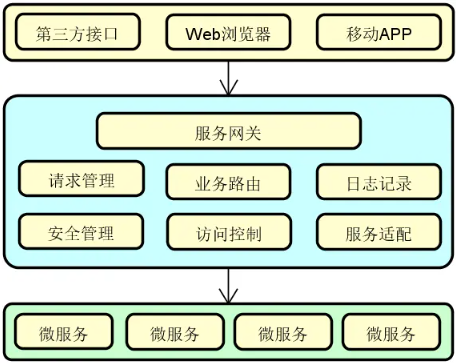 第三方接口 Web浏览器 移动APP
服务网关
请求管理 业务路由 日志记录
安全管理 访问控制 服务适配
微服务 微服务 微服务 微服务